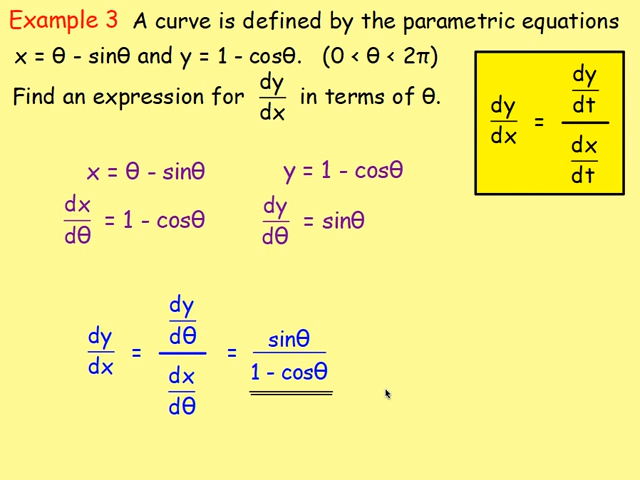 Example 3 A curve is defined by the parametric equations
x = θ - sinθ and y = 1 - cosθ. (0 < θ < 2π)
Find an expression for dy/dx in terms of θ.
dy/dx = dy/dt / dx/dt
x = θ - sinθ
y = 1 - cosθ
dx/dθ = 1 - cosθ
dy/dθ = sinθ
dy/dx = dy/dθ / dx/dθ = sinθ / 1 - cosθ